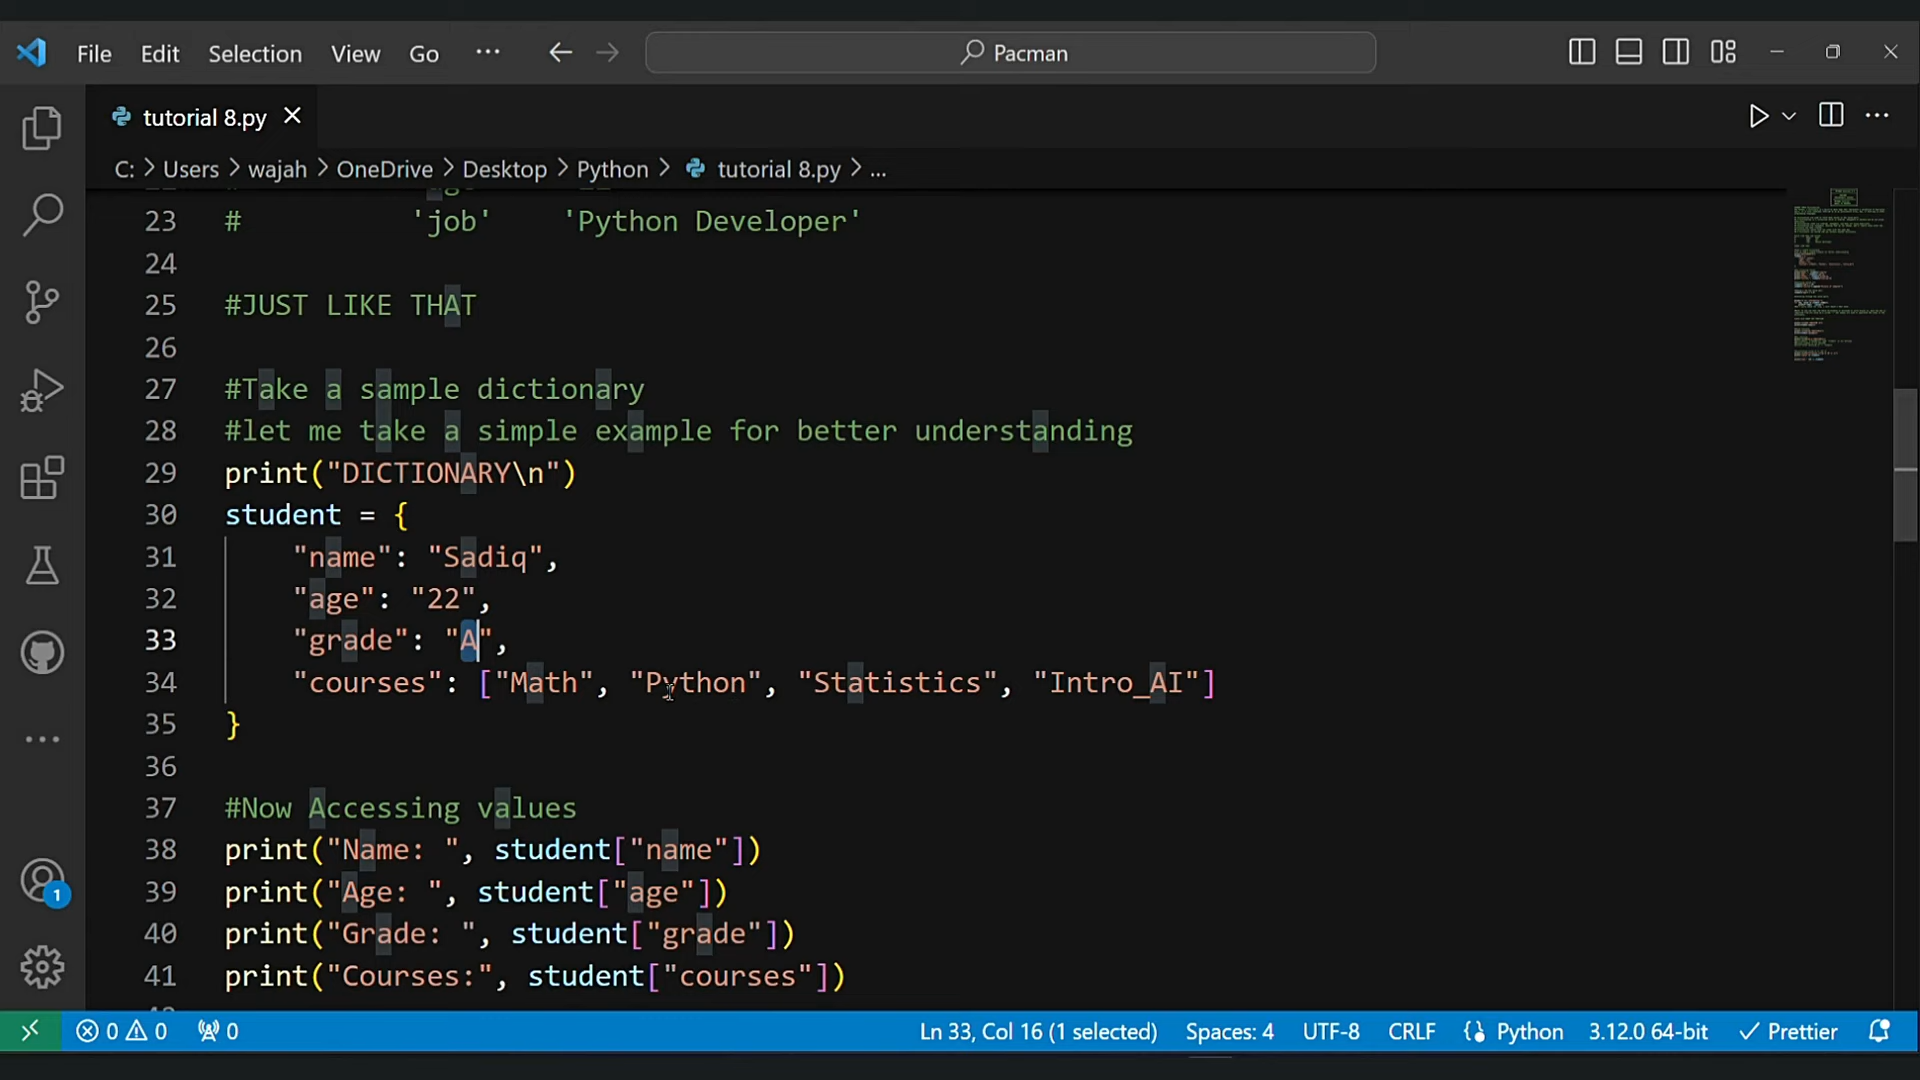 File Edit Selection View Go ··· Pacman
tutorial 8.py
C: > Users > wajah > OneDrive > Desktop > Python > tutorial 8.py > ...
23 #          'job'    'Python Developer'
24
25 #JUST LIKE THAT
26
27 #Take a sample dictionary
28 #let me take a simple example for better understanding
29 print("DICTIONARY\n")
30 student = {
31     "name": "Sadiq",
32     "age": "22",
33     "grade": "A",
34     "courses": ["Math", "Python", "Statistics", "Intro_AI"]
35 }
36
37 #Now Accessing values
38 print("Name: ", student["name"])
39 print("Age: ", student["age"])
40 print("Grade: ", student["grade"])
41 print("Courses:", student["courses"])
1
0 0 0 Ln 33, Col 16 (1 selected) Spaces: 4 UTF-8 CRLF Python 3.12.0 64-bit Prettier